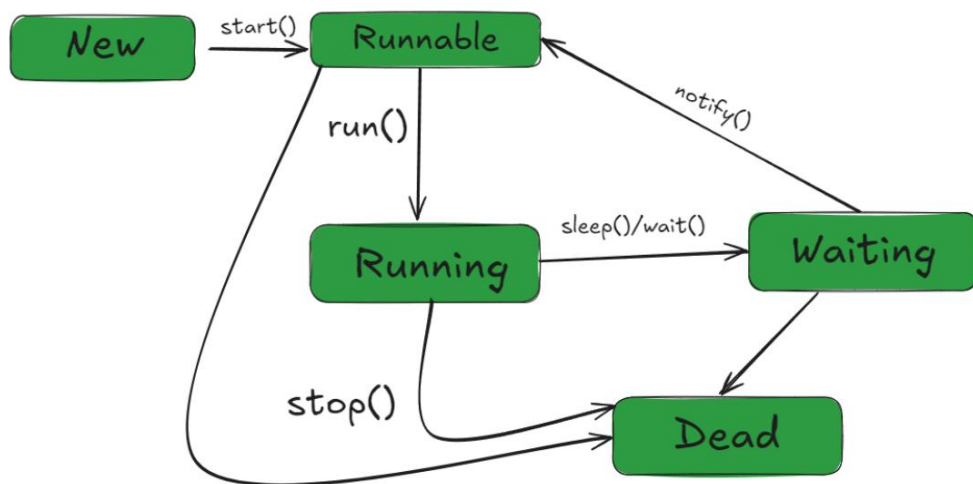 New
start()
Runnable
run()
notify()
Running
sleep()/wait()
Waiting
stop()
Dead